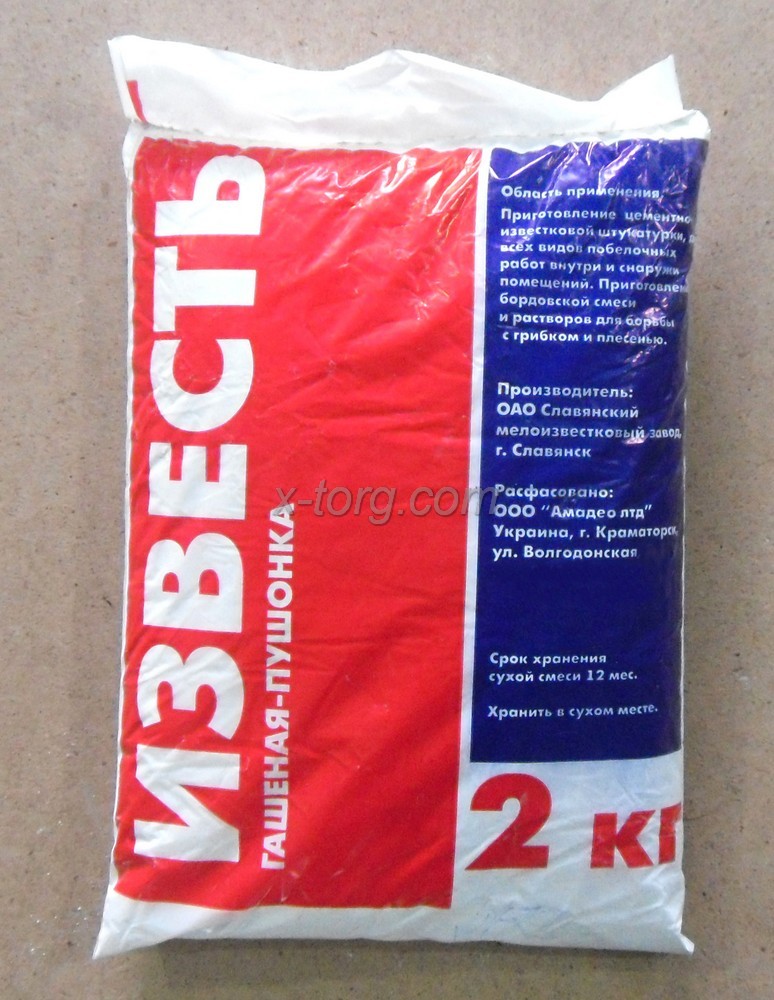 ИЗВЕСТЬ
ГАШЕНАЯ-ПУШОНКА
Область применения,
Приготовление цементно
известковой штукатурки,
всех видов побелочных
работ внутри и снаружи
помещений. Приготовлен
бордовской смеси
и растворов для борьбы
с грибком и плесенью.
Производитель:
ОАО Славянский
мелоизвестковый завод,
г. Славянск
Расфасовано:
ООО "Амадео лтд"
Украина, г. Краматорск,
ул. Волгодонская
Срок хранения
сухой смеси 12 мес.
Хранить в сухом месте.
2 кг
x-torg.com